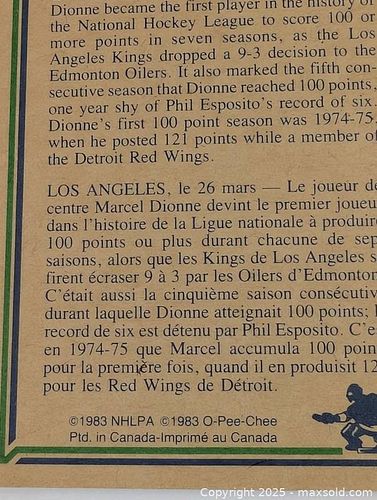 Dionne became the first player in the history of
the National Hockey League to score 100 or
more points in seven seasons, as the Los
Angeles Kings dropped a 9-3 decision to the
Edmonton Oilers. It also marked the fifth con-
secutive season that Dionne reached 100 points,
one year shy of Phil Esposito's record of six.
Dionne's first 100 point season was 1974-75,
when he posted 121 points while a member of
the Detroit Red Wings.
LOS ANGELES, le 26 mars — Le joueur de
centre Marcel Dionne devint le premier joueu
dans l'histoire de la Ligue nationale à produir
100 points ou plus durant chacune de sep
saisons, alors que les Kings de Los Angeles s
firent écraser 9 à 3 par les Oilers d'Edmonton
C'était aussi la cinquième saison consécutiv
durant laquelle Dionne atteignait 100 points;
record de six est détenu par Phil Esposito. C'e
en 1974-75 que Marcel accumula 100 poin
pour la première fois, quand il en produisit 12
pour les Red Wings de Détroit.
©1983 NHLPA ©1983 O-Pee-Chee
Ptd. in Canada-Imprimé au Canada
Copyright 2025 - maxsold.com